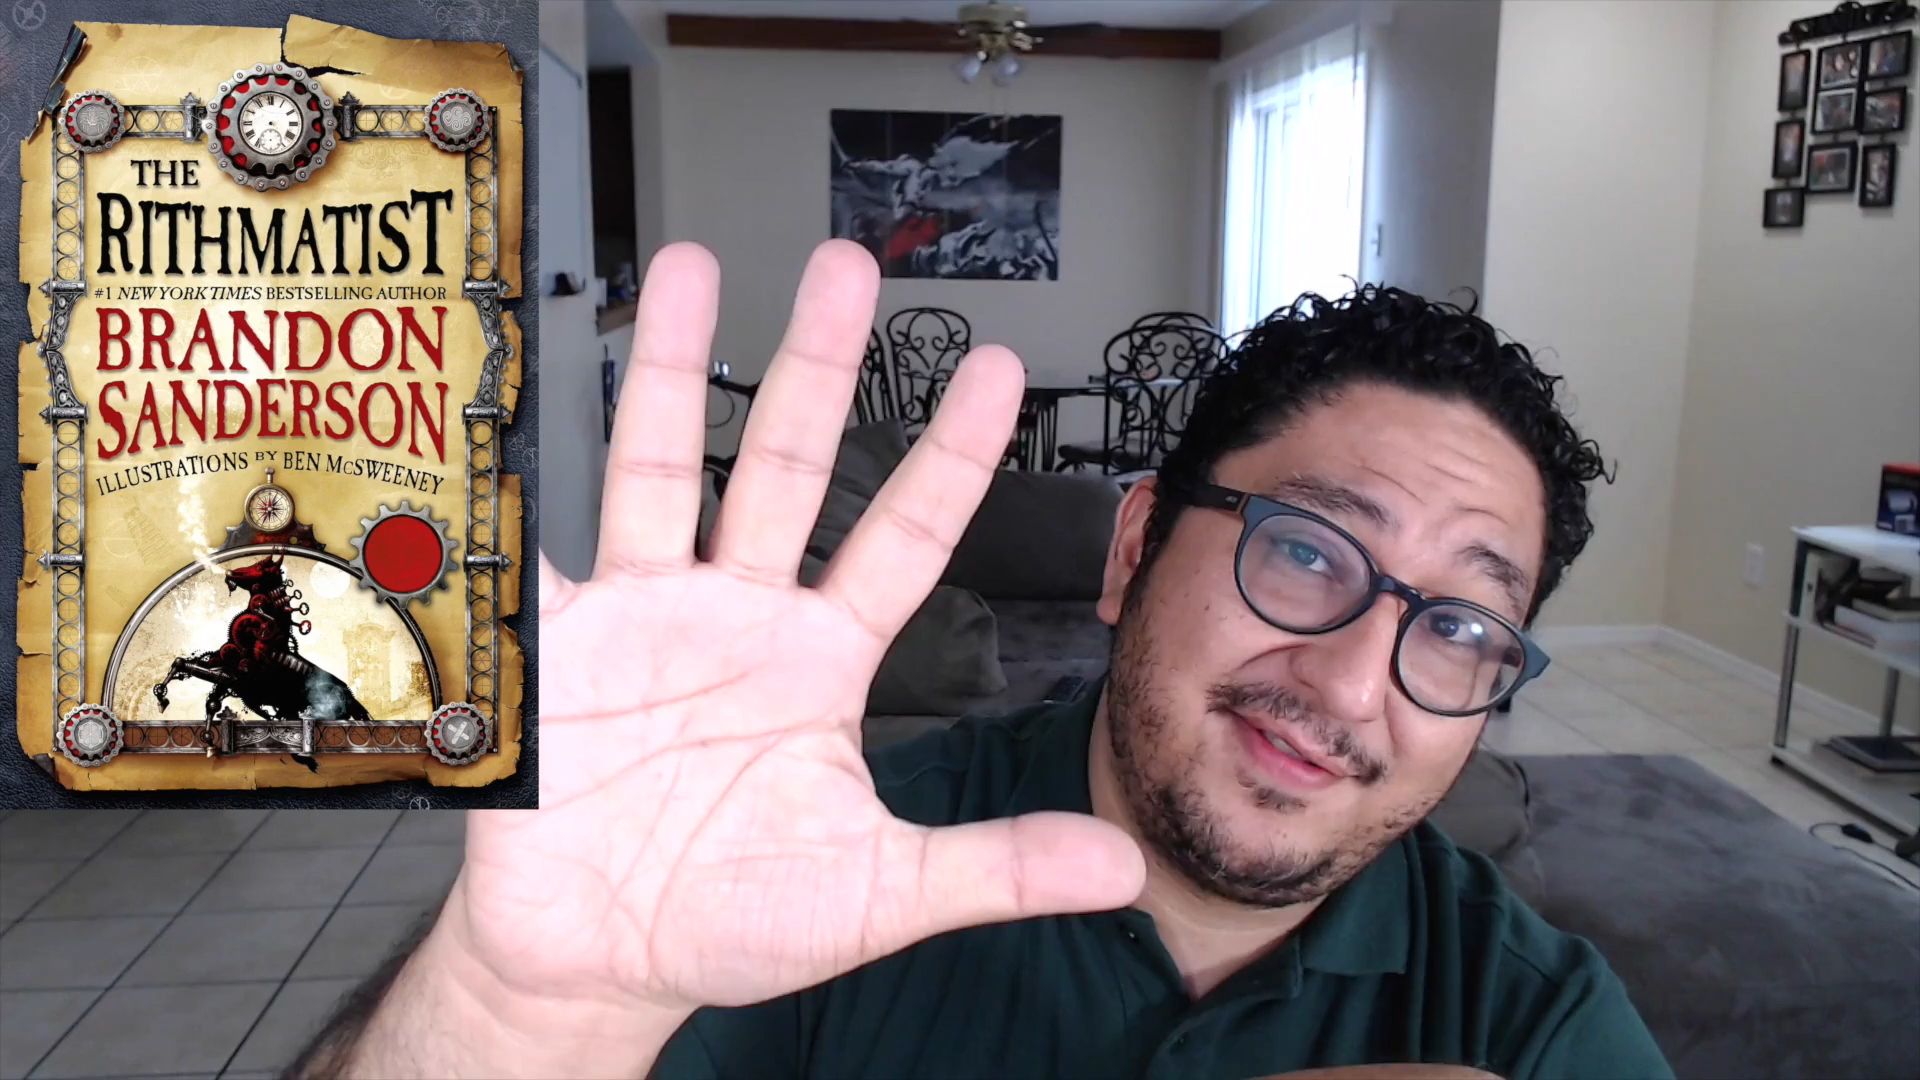 THE
RITHMATIST
#1 NEW YORK TIMES BESTSELLING AUTHOR
BRANDON
SANDERSON
ILLUSTRATIONS BY BEN MCSWEENEY